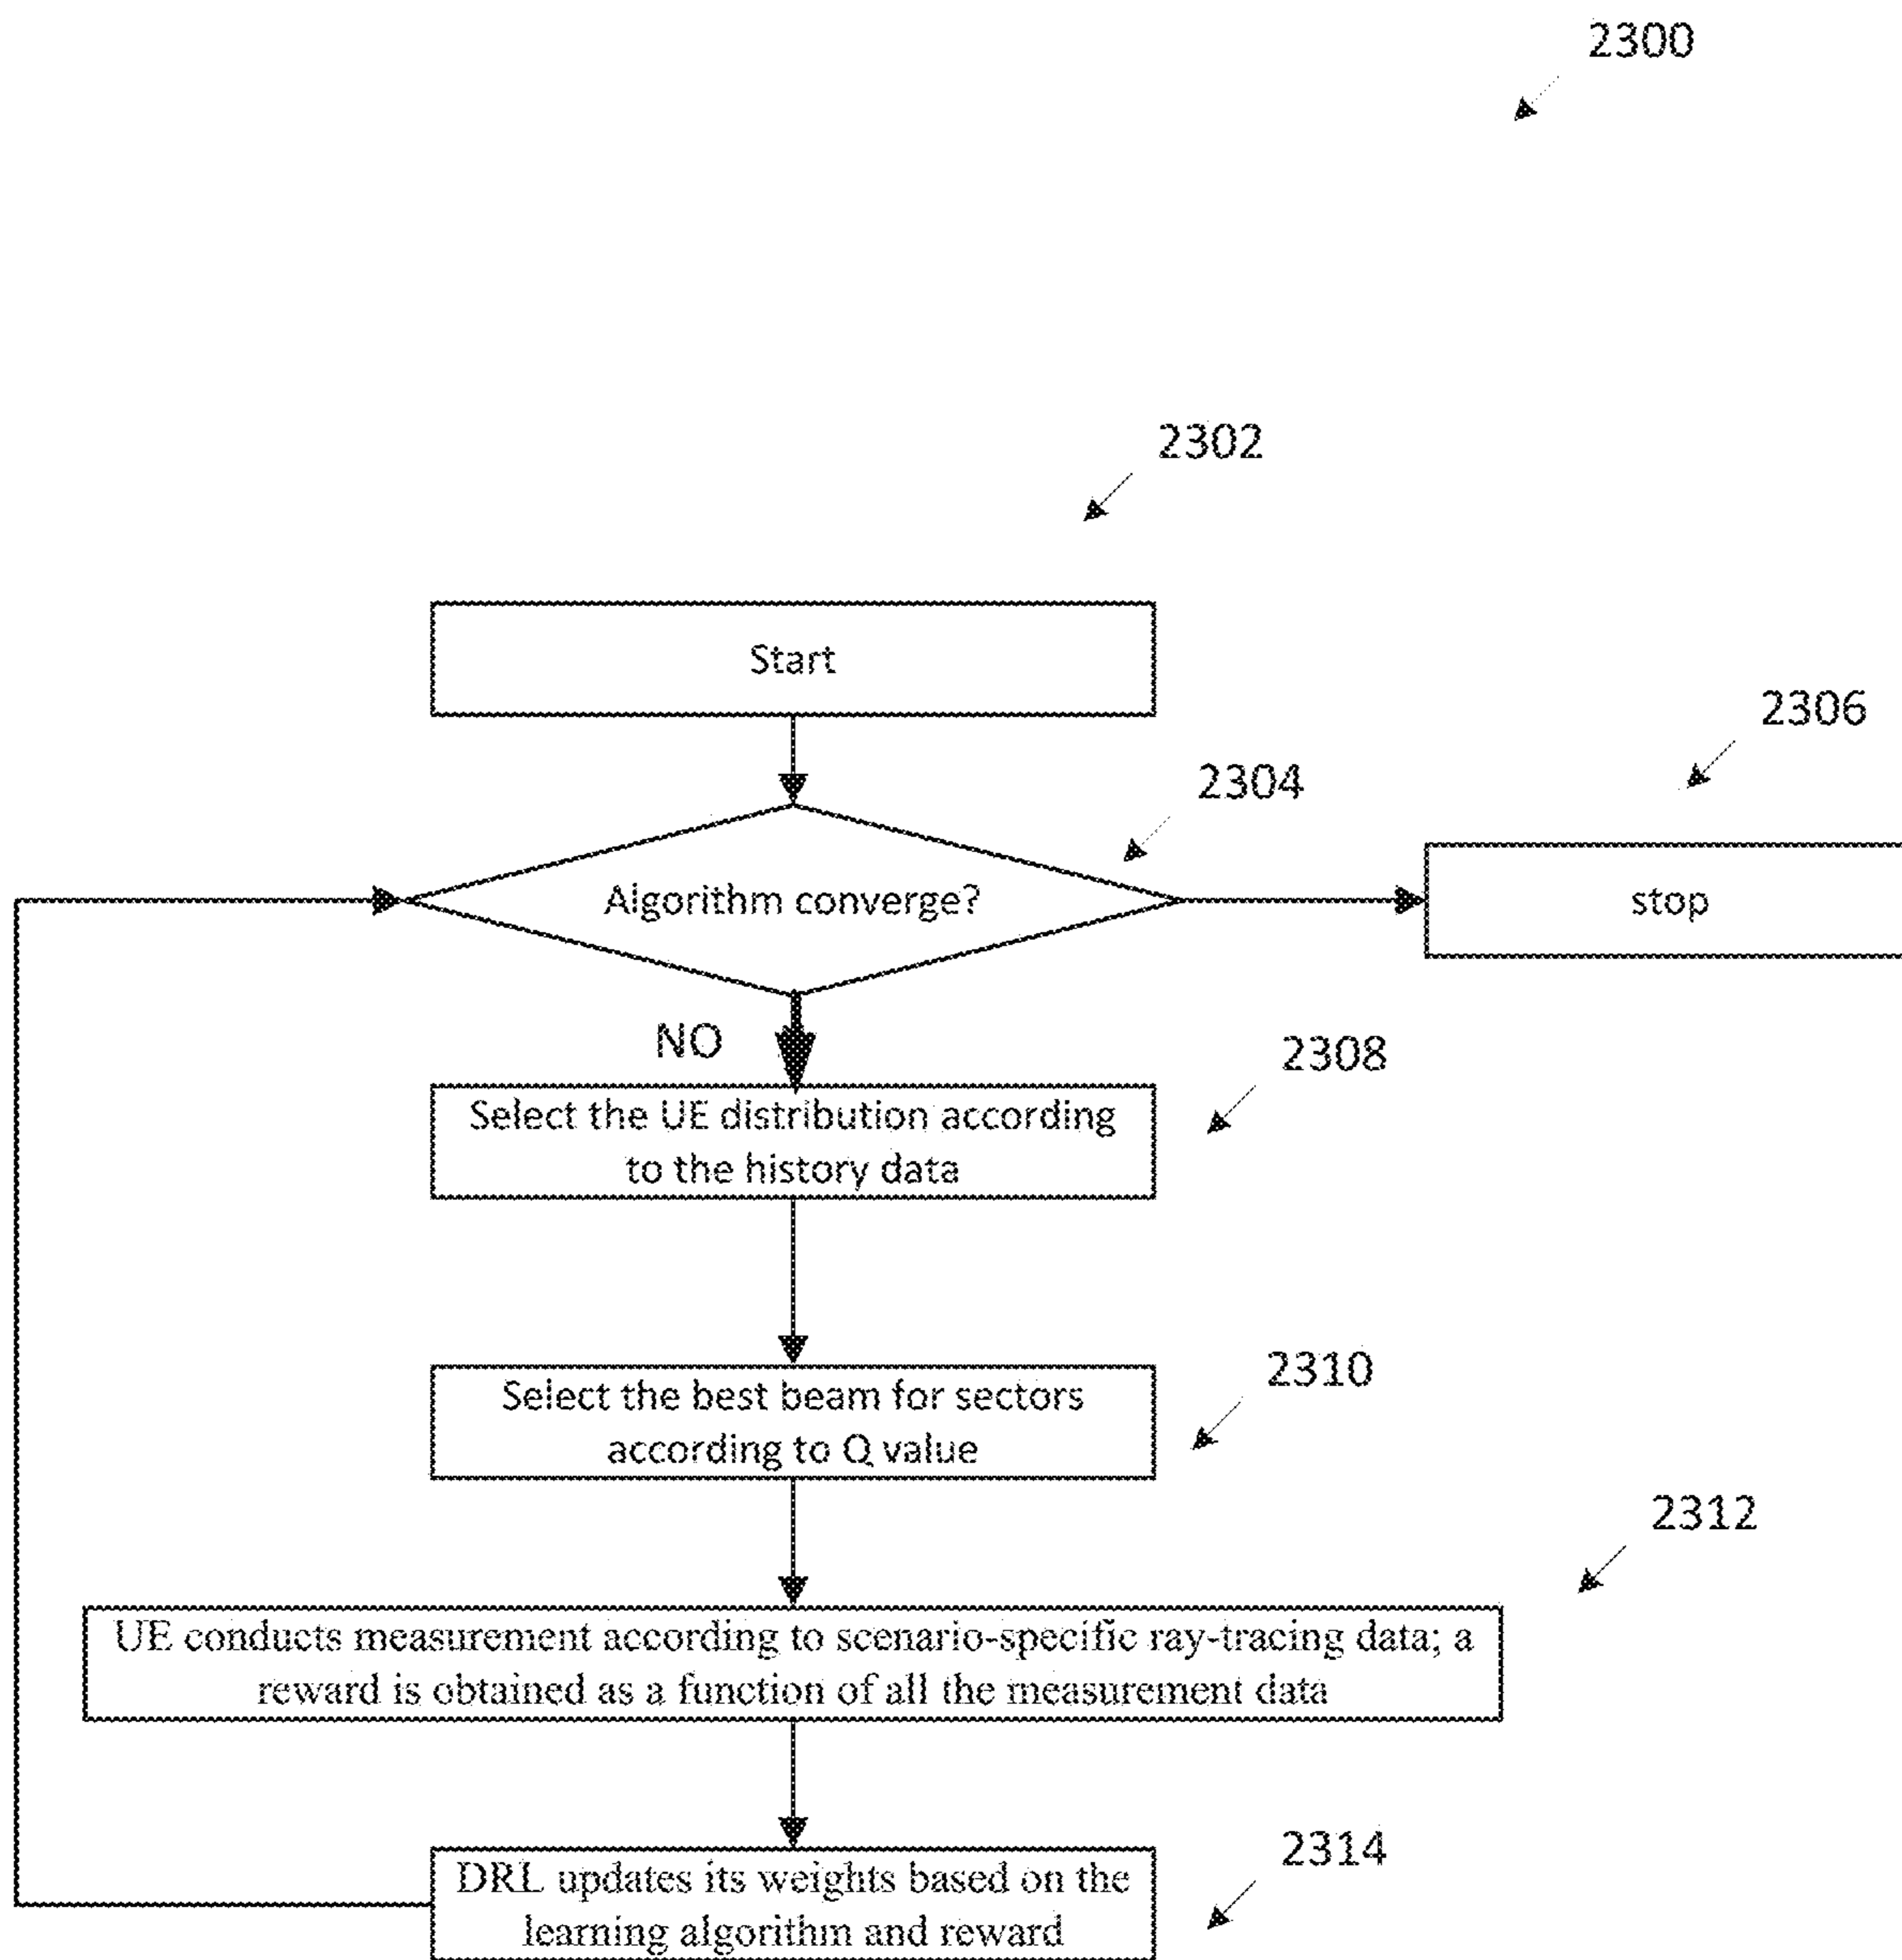 2300
2302
Start
2306
2304
Algorithm converge?
stop
NO
2308
Select the UE distribution according
to the history data
2310
Select the best beam for sectors
according to Q value
2312
UE conducts measurement according to scenario-specific ray-tracing data; a
reward is obtained as a function of all the measurement data
2314
DRL updates its weights based on the
learning algorithm and reward